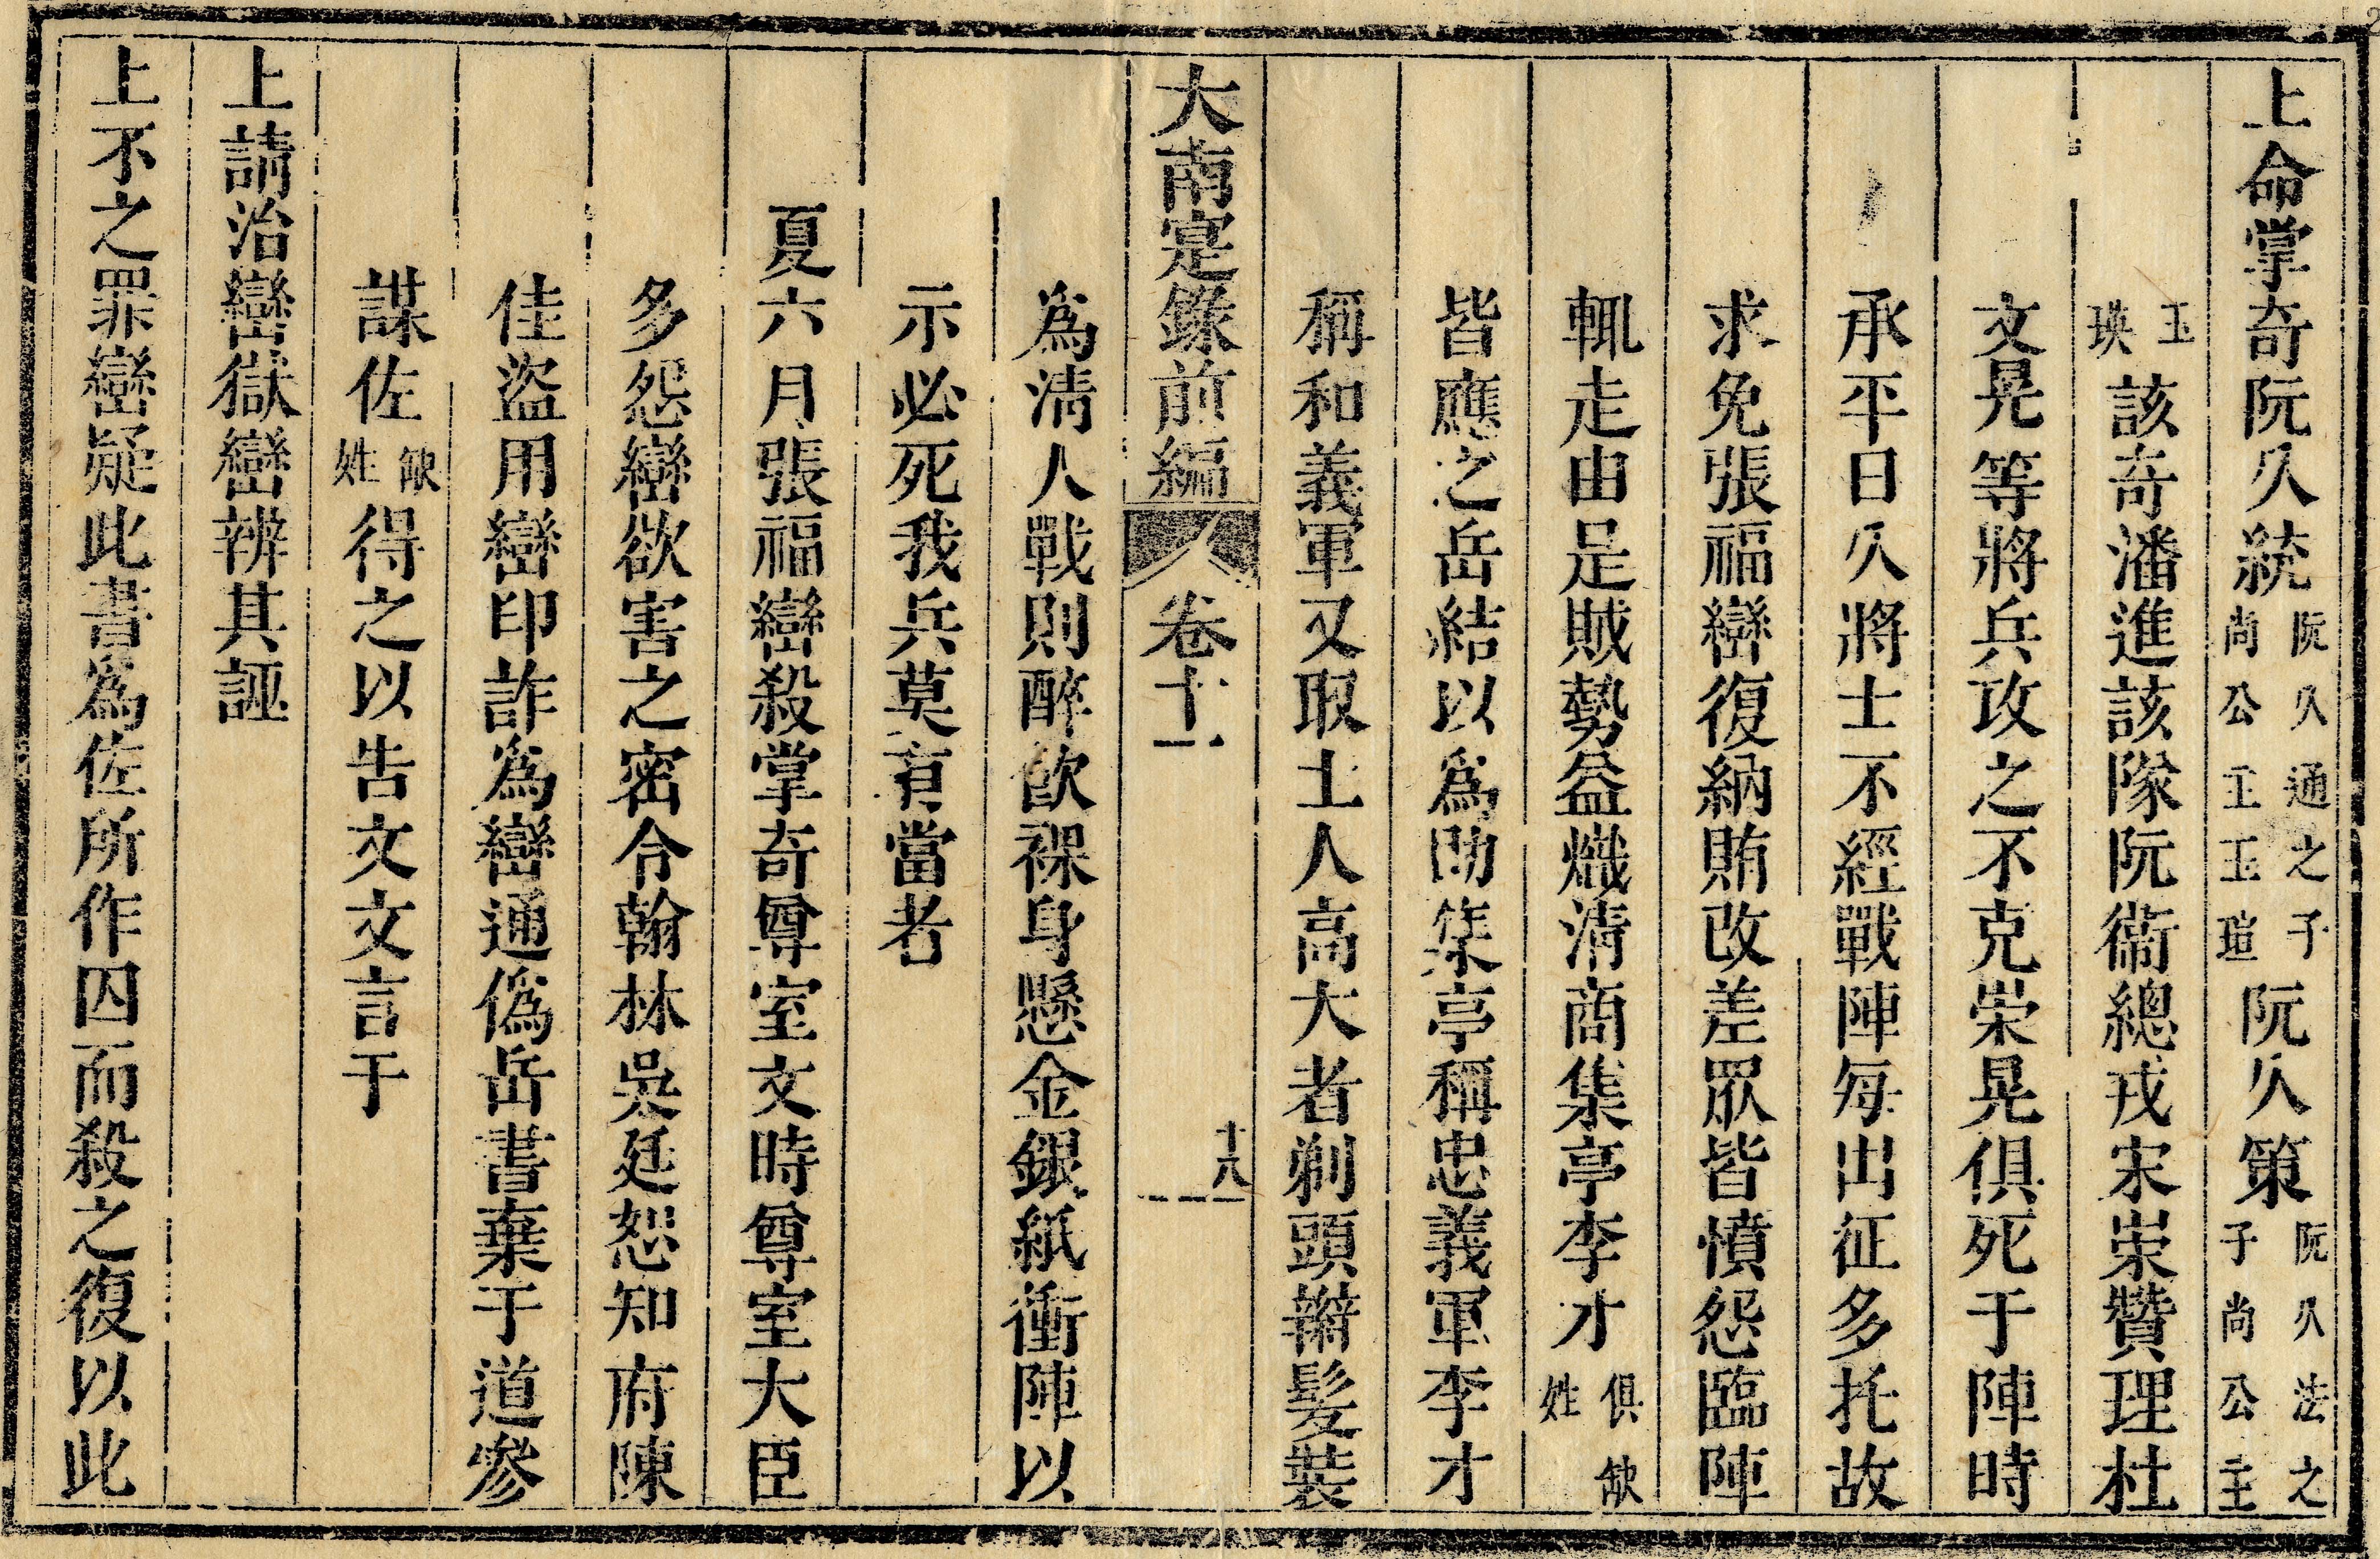 上命掌奇阮久統阮久通之子尚公主玉瑄阮久策阮久法之子尚公主
玉瑛該奇潘進該隊阮衞總戎宋崇贊理杜
文晃等將兵攻之不克崇晃俱死于陣時
承平日久將士不經戰陣每出征多托故
求免張福巒復納賄改差眾皆憤怨臨陣
輒走由是賊勢益熾清商集亭李才俱缺姓
皆應之岳結以爲助集亭稱忠義軍李才
稱和義軍又取土人高大者剃頭辮髮裝
大南寔錄前編 卷十一 十八
爲清人戰則醉飲裸身懸金銀紙衝陣以
示必死我兵莫有當者
夏六月張福巒殺掌奇尊室文時尊室大臣
多怨巒欲害之密令翰林吳廷恕知府陳
佳盜用巒印詐爲巒通僞岳書棄于道參
謀佐缺姓得之以告文文言于
上請治巒獄巒辨其誣
上不之罪巒疑此書爲佐所作囚而殺之復以此